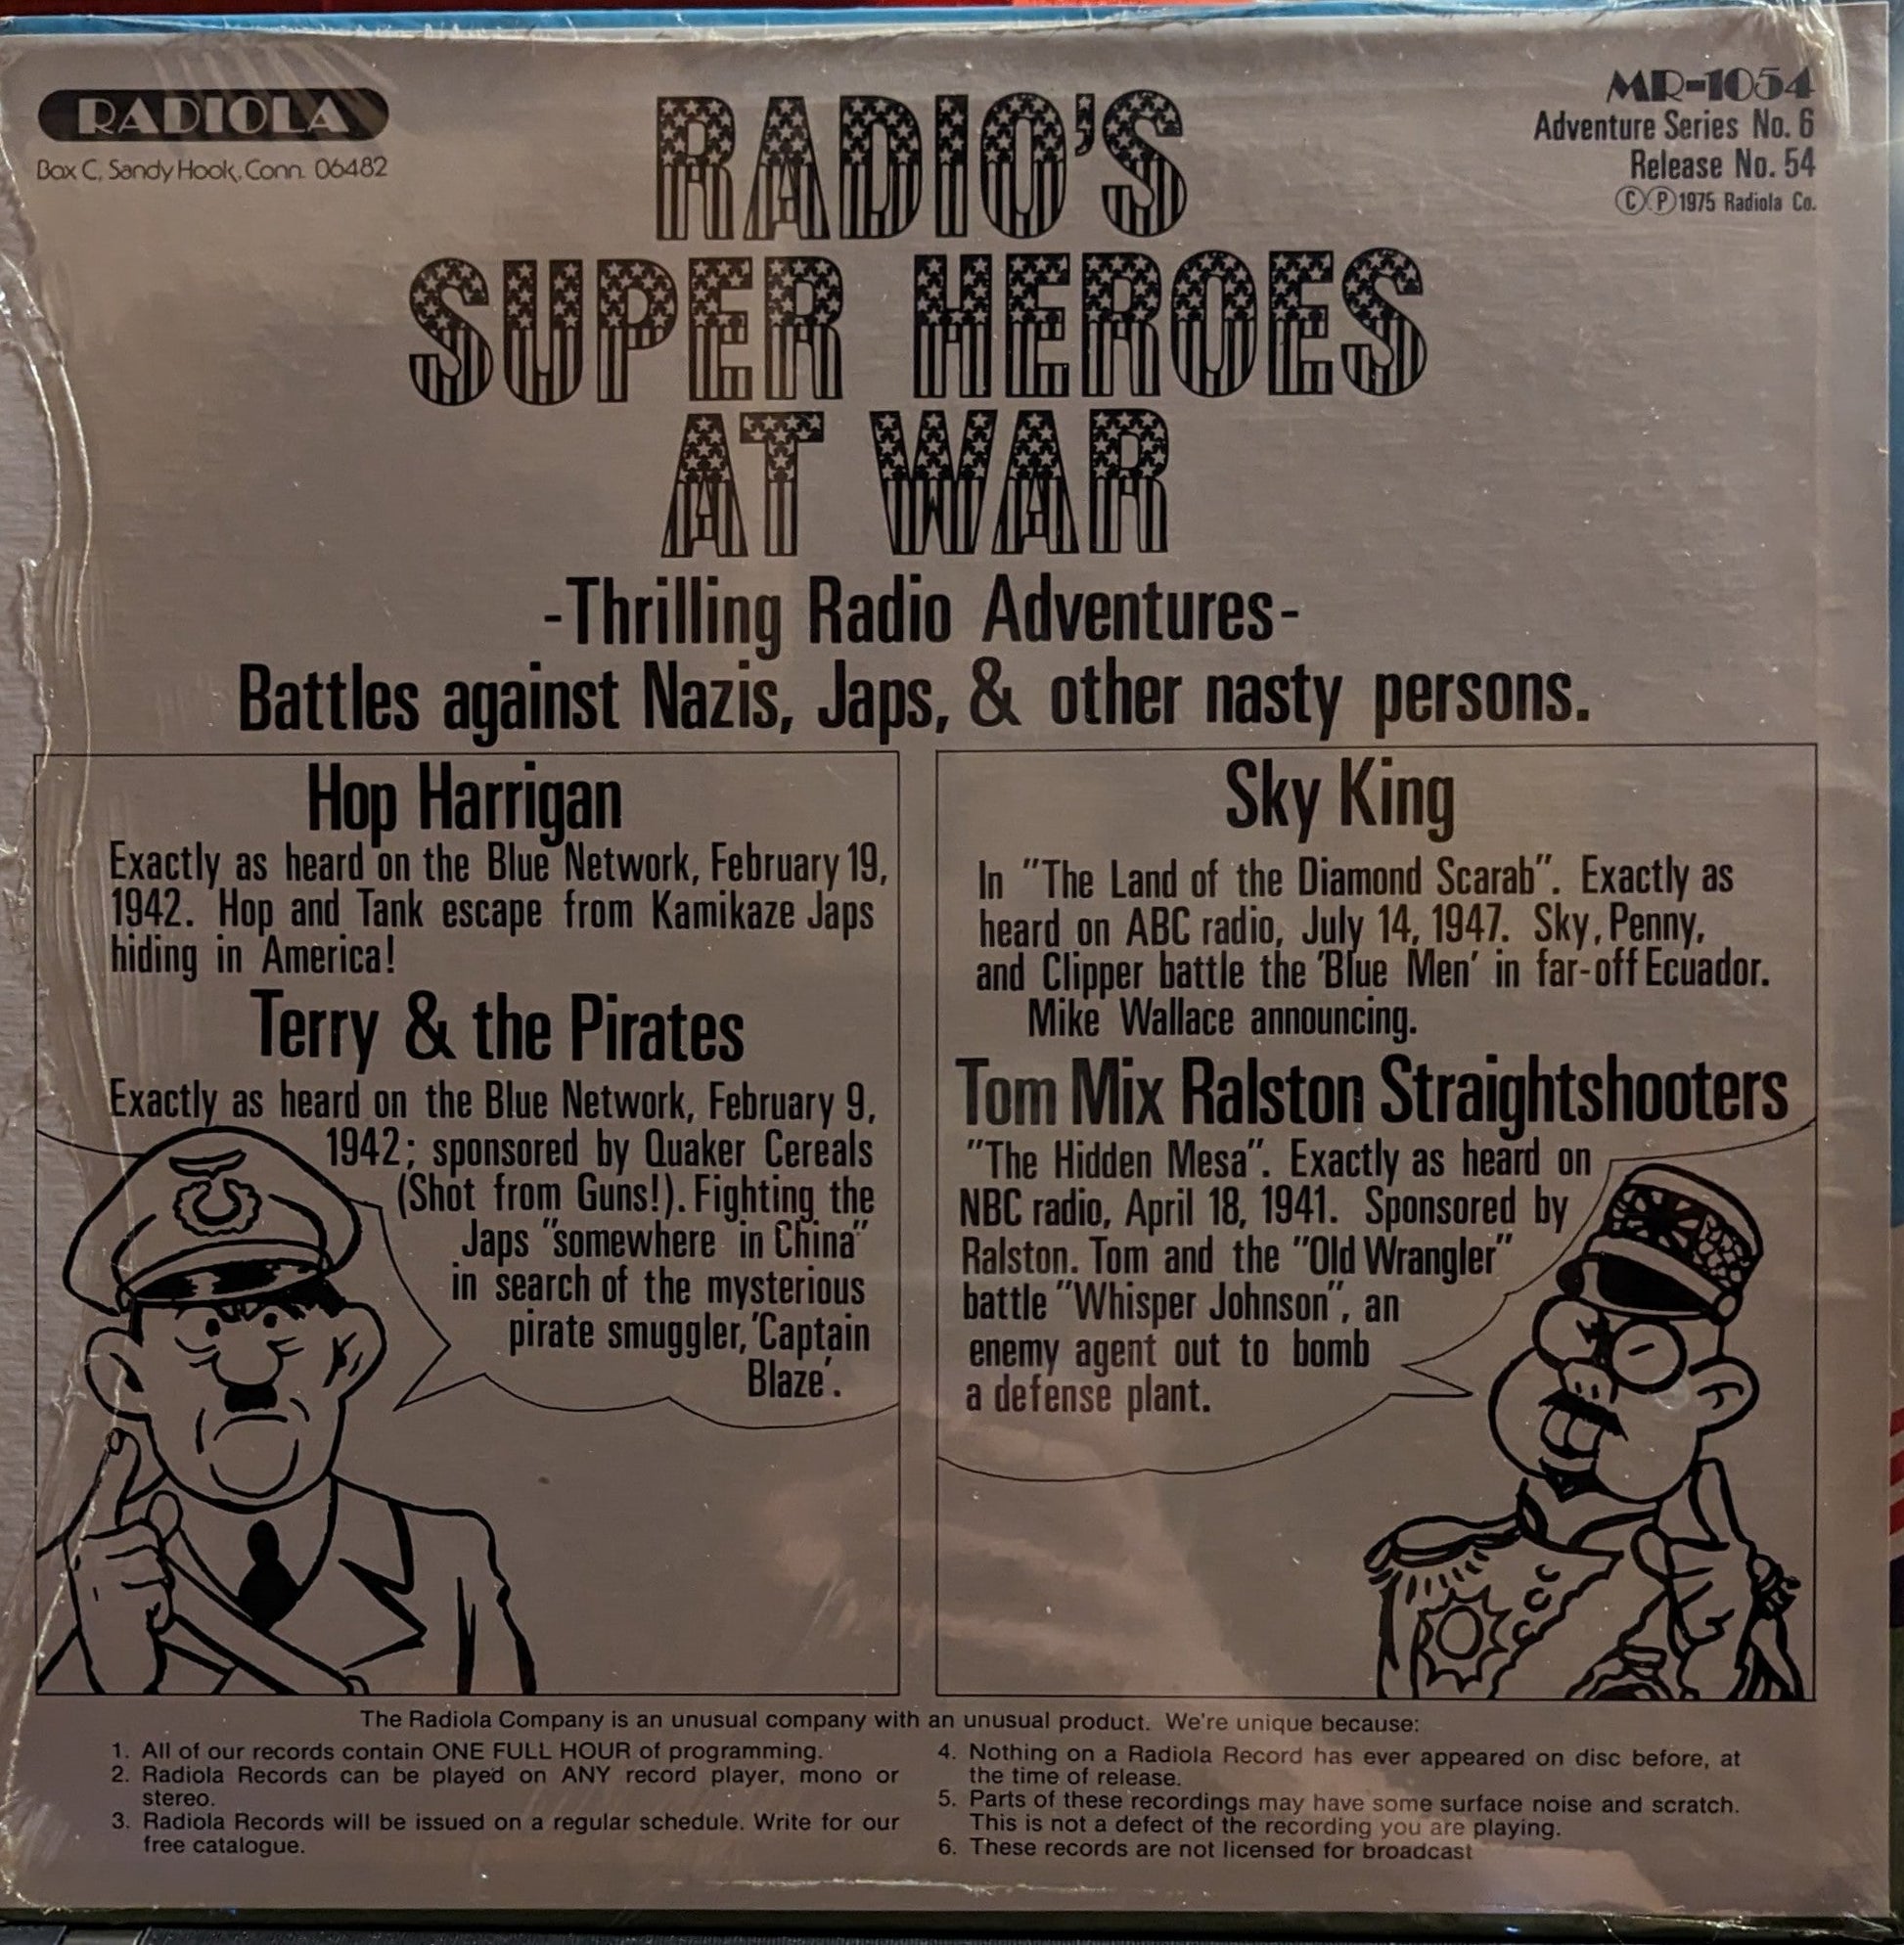 RADIOLA
Box C, Sandy Hook, Conn. 06482
MR-1054
Adventure Series No. 6
Release No. 54
©℗1975 Radiola Co.
RADIO'S
SUPER HEROES
AT WAR
-Thrilling Radio Adventures-
Battles against Nazis, Japs, & other nasty persons.
Hop Harrigan
Exactly as heard on the Blue Network, February 19,
1942. Hop and Tank escape from Kamikaze Japs
hiding in America!
Terry & the Pirates
Exactly as heard on the Blue Network, February 9,
1942; sponsored by Quaker Cereals
(Shot from Guns!). Fighting the
Japs "somewhere in China"
in search of the mysterious
pirate smuggler, 'Captain
Blaze'.
Sky King
In "The Land of the Diamond Scarab". Exactly as
heard on ABC radio, July 14, 1947. Sky, Penny,
and Clipper battle the 'Blue Men' in far-off Ecuador.
Mike Wallace announcing.
Tom Mix Ralston Straightshooters
"The Hidden Mesa". Exactly as heard on
NBC radio, April 18, 1941. Sponsored by
Ralston. Tom and the "Old Wrangler"
battle "Whisper Johnson", an
enemy agent out to bomb
a defense plant.
The Radiola Company is an unusual company with an unusual product. We're unique because:
1. All of our records contain ONE FULL HOUR of programming.
2. Radiola Records can be played on ANY record player, mono or
stereo.
3. Radiola Records will be issued on a regular schedule. Write for our
free catalogue.
4. Nothing on a Radiola Record has ever appeared on disc before, at
the time of release.
5. Parts of these recordings may have some surface noise and scratch.
This is not a defect of the recording you are playing.
6. These records are not licensed for broadcast